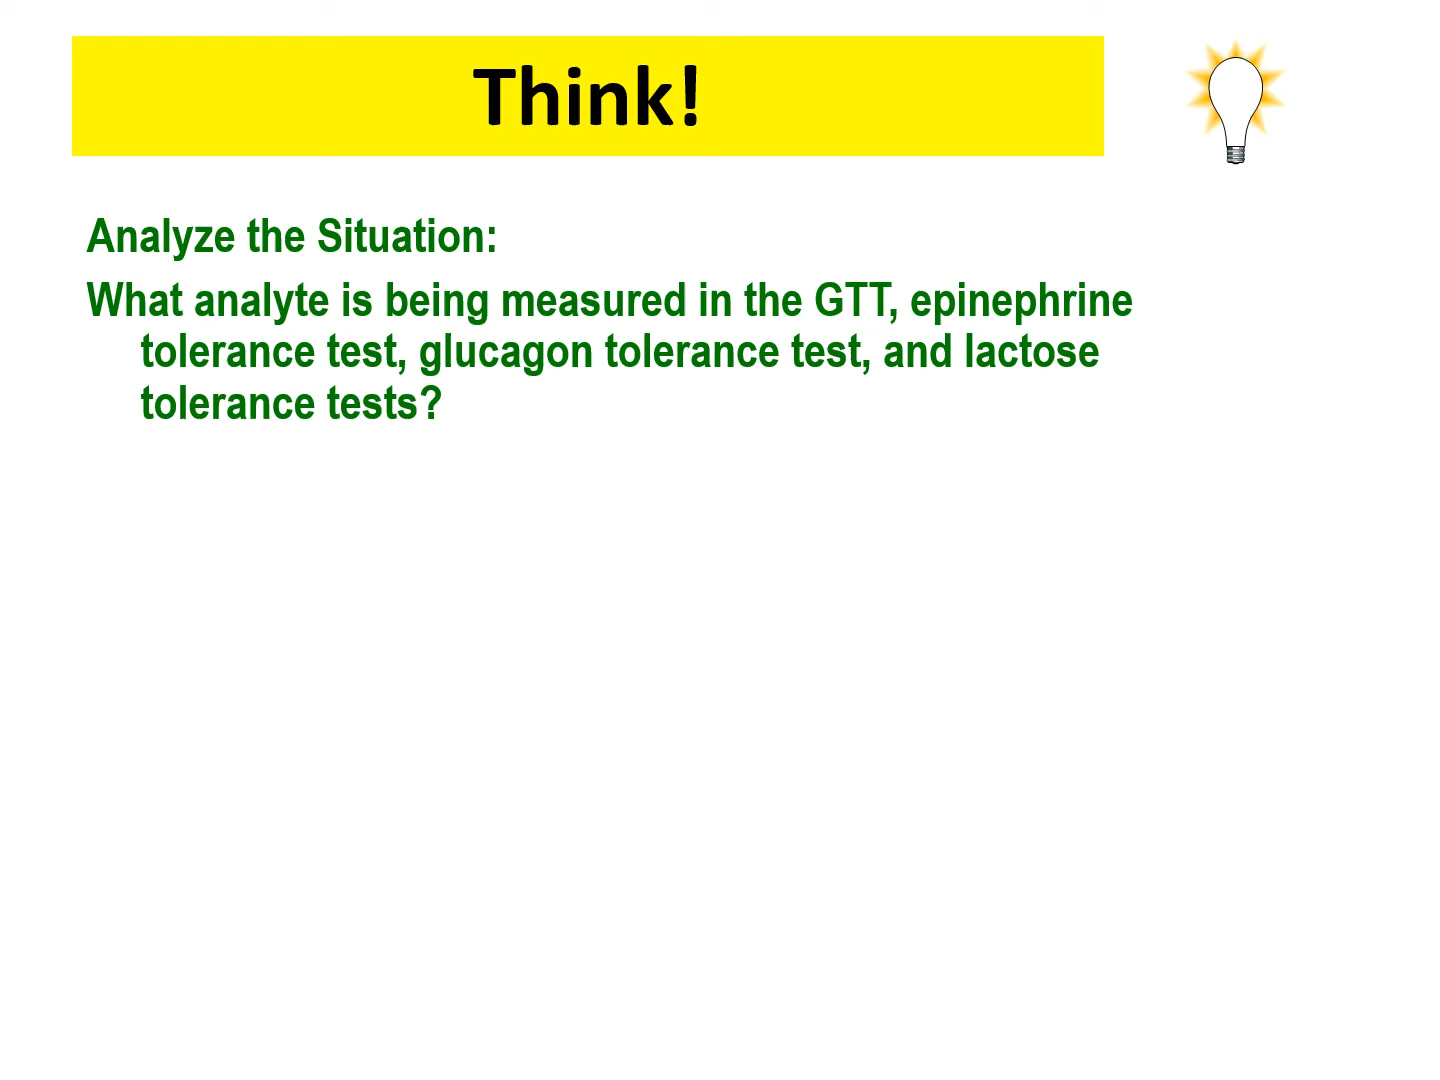 Think!
Analyze the Situation:
What analyte is being measured in the GTT, epinephrine
tolerance test, glucagon tolerance test, and lactose
tolerance tests?